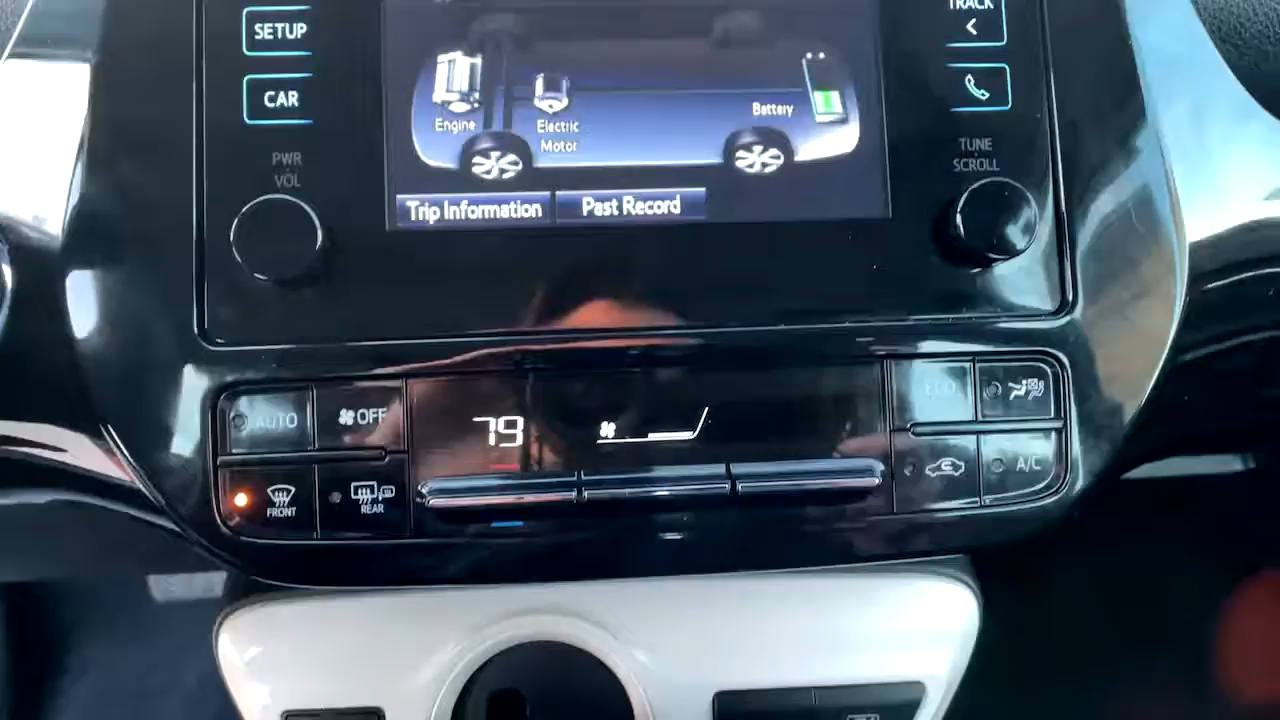 TRACK
SETUP
CAR
Engine
Electric
Motor
Battery
PWR
VOL
TUNE
SCROLL
Trip Information
Past Record
AUTO
OFF
79
ECO
FRONT
REAR
A/C